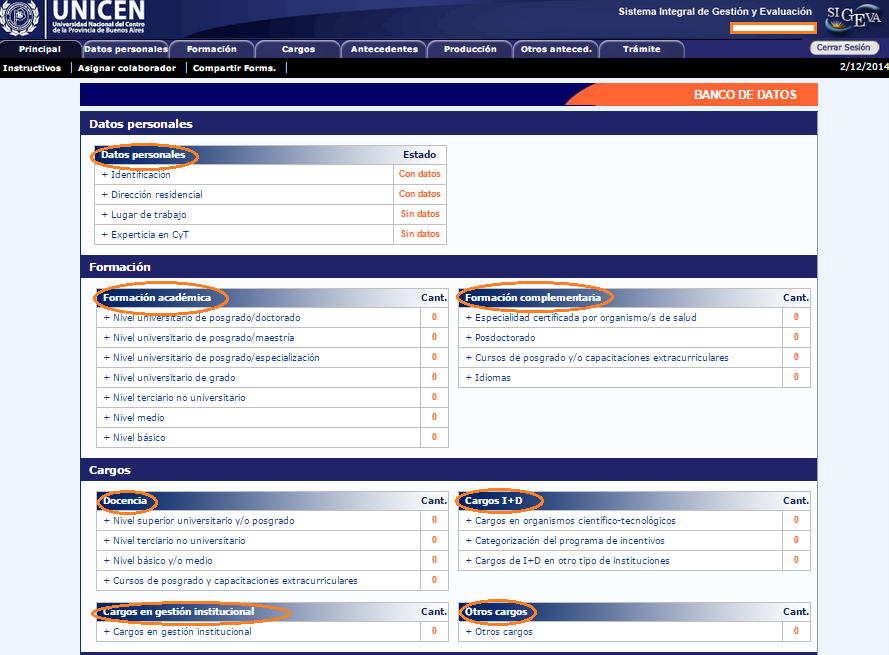 UNICEN
Universidad Nacional del Centro
de la Provincia de Buenos Aires
Sistema Integral de Gestión y Evaluación
SIGEVA
Principal
Datos personales
Formación
Cargos
Antecedentes
Producción
Otros anteced.
Trámite
Cerrar Sesión
Instructivos
Asignar colaborador
Compartir Forms.
2/12/2014
BANCO DE DATOS
Datos personales
Datos personales Estado
+ Identificación Con datos
+ Dirección residencial Con datos
+ Lugar de trabajo Sin datos
+ Experticia en CyT Sin datos
Formación
Formación académica Cant.
+ Nivel universitario de posgrado/doctorado 0
+ Nivel universitario de posgrado/maestría 0
+ Nivel universitario de posgrado/especialización 0
+ Nivel universitario de grado 0
+ Nivel terciario no universitario 0
+ Nivel medio 0
+ Nivel básico 0
Formación complementaria Cant.
+ Especialidad certificada por organismo/s de salud 0
+ Posdoctorado 0
+ Cursos de posgrado y/o capacitaciones extracurriculares 0
+ Idiomas 0
Cargos
Docencia Cant.
+ Nivel superior universitario y/o posgrado 0
+ Nivel terciario no universitario 0
+ Nivel básico y/o medio 0
+ Cursos de posgrado y capacitaciones extracurriculares 0
Cargos I+D Cant.
+ Cargos en organismos científico-tecnológicos 0
+ Categorización del programa de incentivos 0
+ Cargos de I+D en otro tipo de instituciones 0
Cargos en gestión institucional Cant.
+ Cargos en gestión institucional 0
Otros cargos Cant.
+ Otros cargos 0